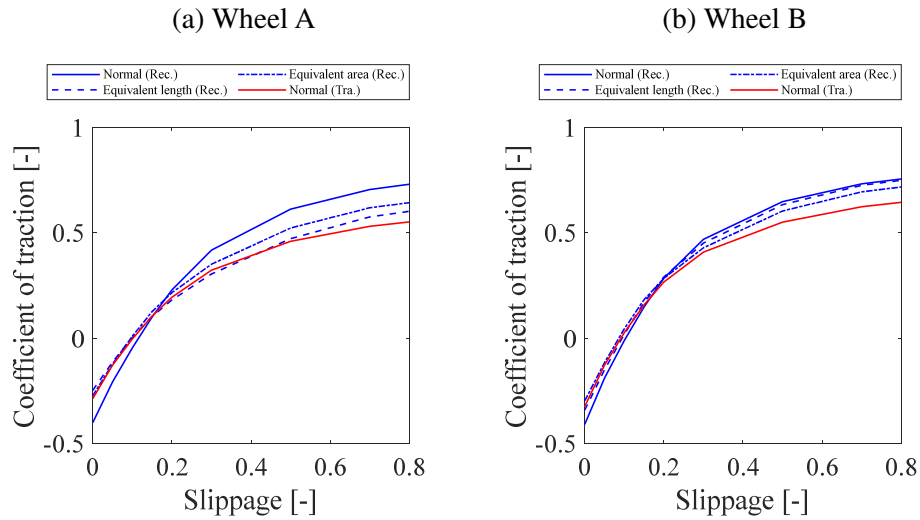 (a) Wheel A
Normal (Rec.)
Equivalent length (Rec.)
Equivalent area (Rec.)
Normal (Tra.)
1
0.5
0
-0.5
Coefficient of traction [-]
0 0.2 0.4 0.6 0.8
Slippage [-]
(b) Wheel B
Normal (Rec.)
Equivalent length (Rec.)
Equivalent area (Rec.)
Normal (Tra.)
1
0.5
0
-0.5
Coefficient of traction [-]
0 0.2 0.4 0.6 0.8
Slippage [-]